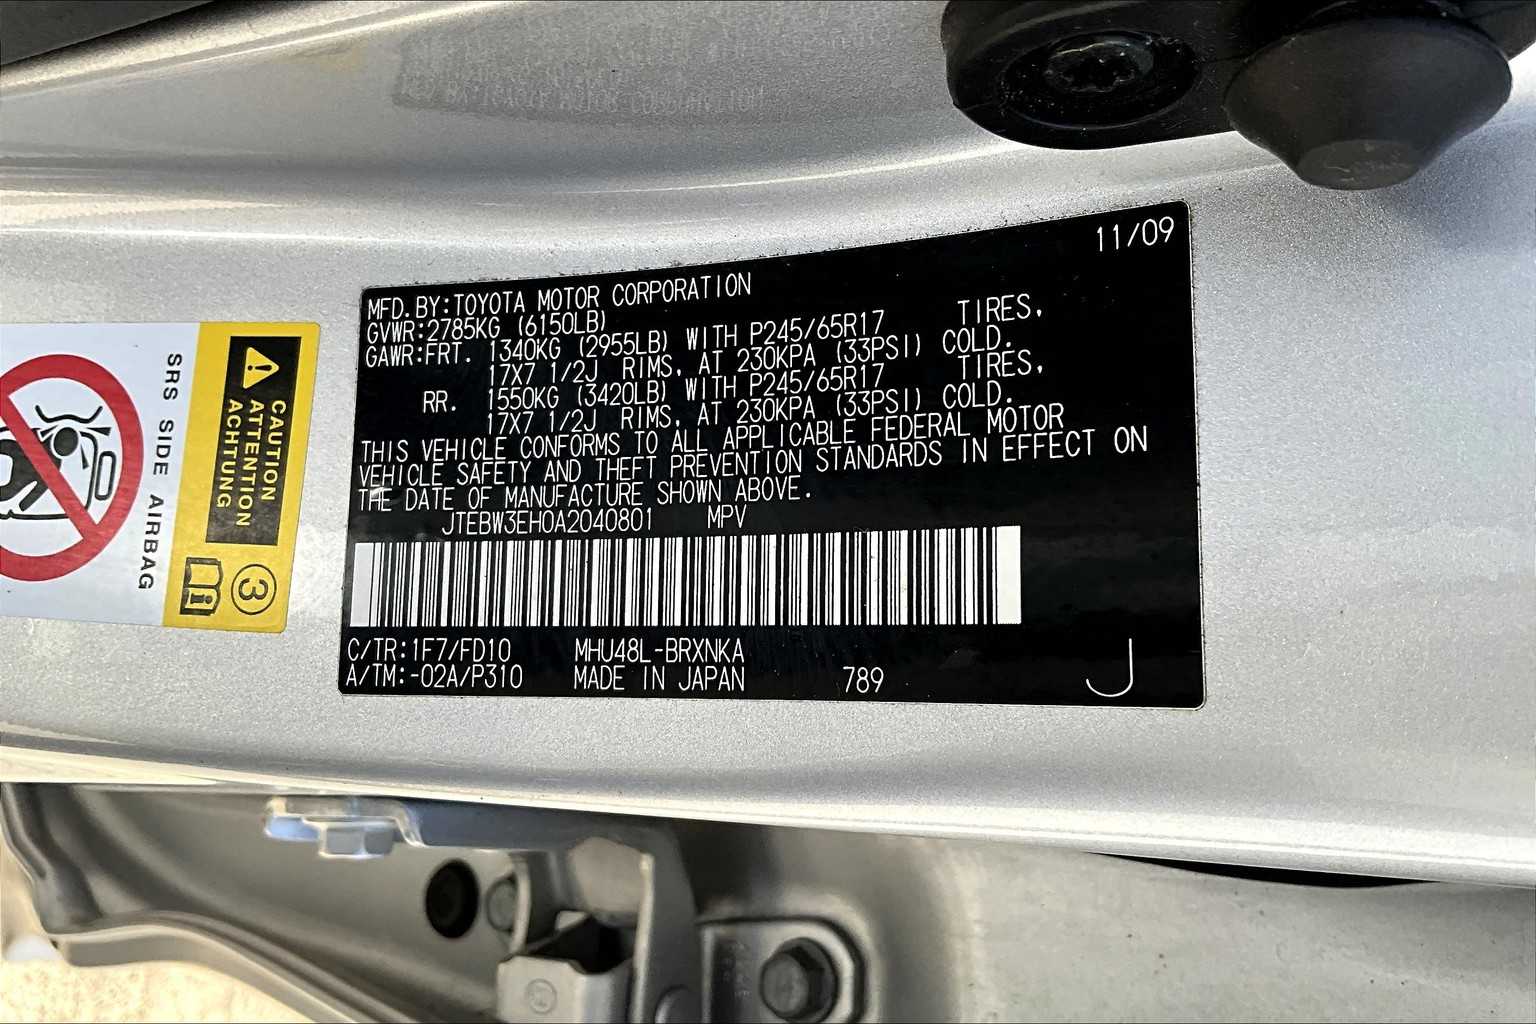 11/09
MFD. BY:TOYOTA MOTOR CORPORATION
GVWR:2785KG (6150LB)
GAWR:FRT. 1340KG (2955LB) WITH P245/65R17 TIRES,
17X7 1/2J RIMS, AT 230KPA (33PSI) COLD.
RR. 1550KG (3420LB) WITH P245/65R17 TIRES,
17X7 1/2J RIMS, AT 230KPA (33PSI) COLD.
THIS VEHICLE CONFORMS TO ALL APPLICABLE FEDERAL MOTOR
VEHICLE SAFETY AND THEFT PREVENTION STANDARDS IN EFFECT ON
THE DATE OF MANUFACTURE SHOWN ABOVE.
JTEBW3EH0A2040801 MPV
C/TR:1F7/FD10 MHU48L-BRXNKA
A/TM:-02A/P310 MADE IN JAPAN 789 J
CAUTION
ATTENTION
ACHTUNG
SRS SIDE AIRBAG
3